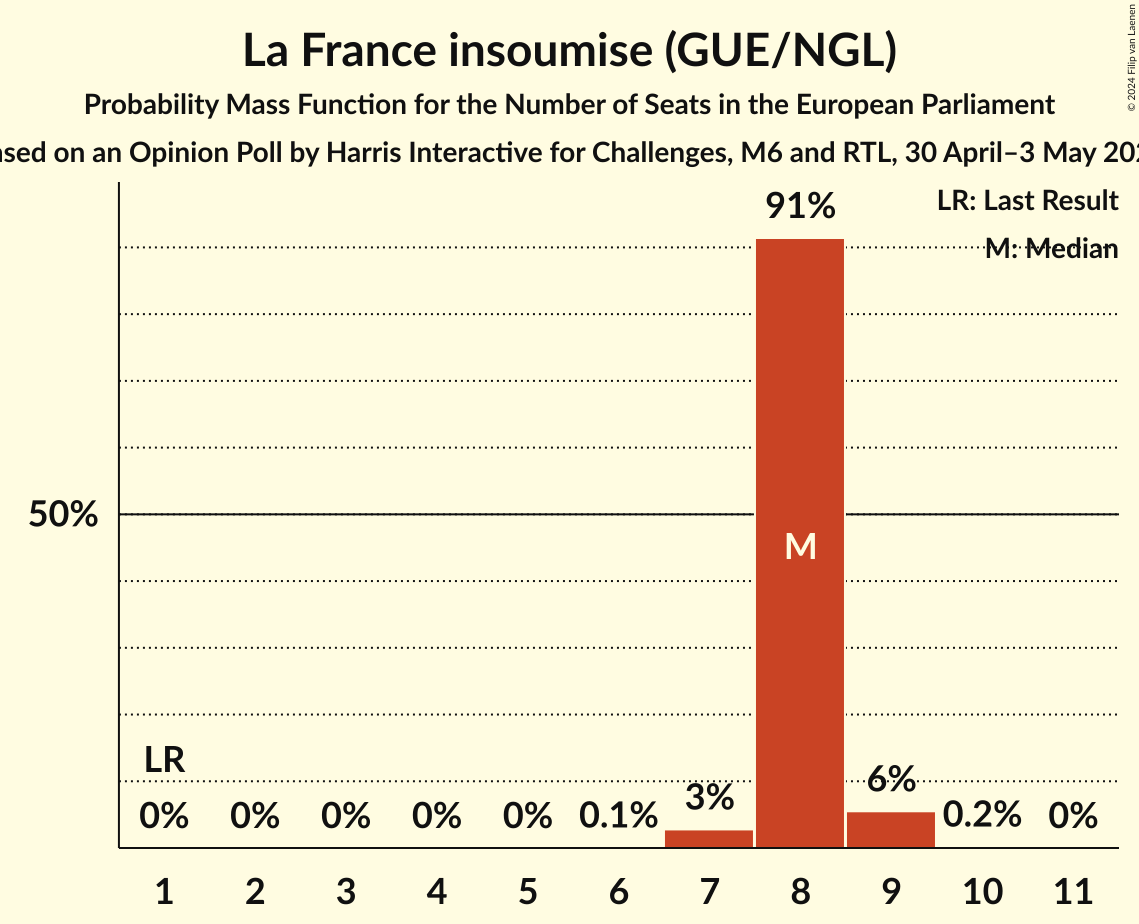 La France insoumise (GUE/NGL)
Probability Mass Function for the Number of Seats in the European Parliament
on an Opinion Poll by Harris Interactive for Challenges, M6 and RTL, 30 April–3 May
© 2024 Filip van Laenen
LR: Last Result
M: Median
91%
50%
M
LR
0% 0% 0% 0% 0% 0.1% 3% 6% 0.2% 0%
1 2 3 4 5 6 7 8 9 10 11